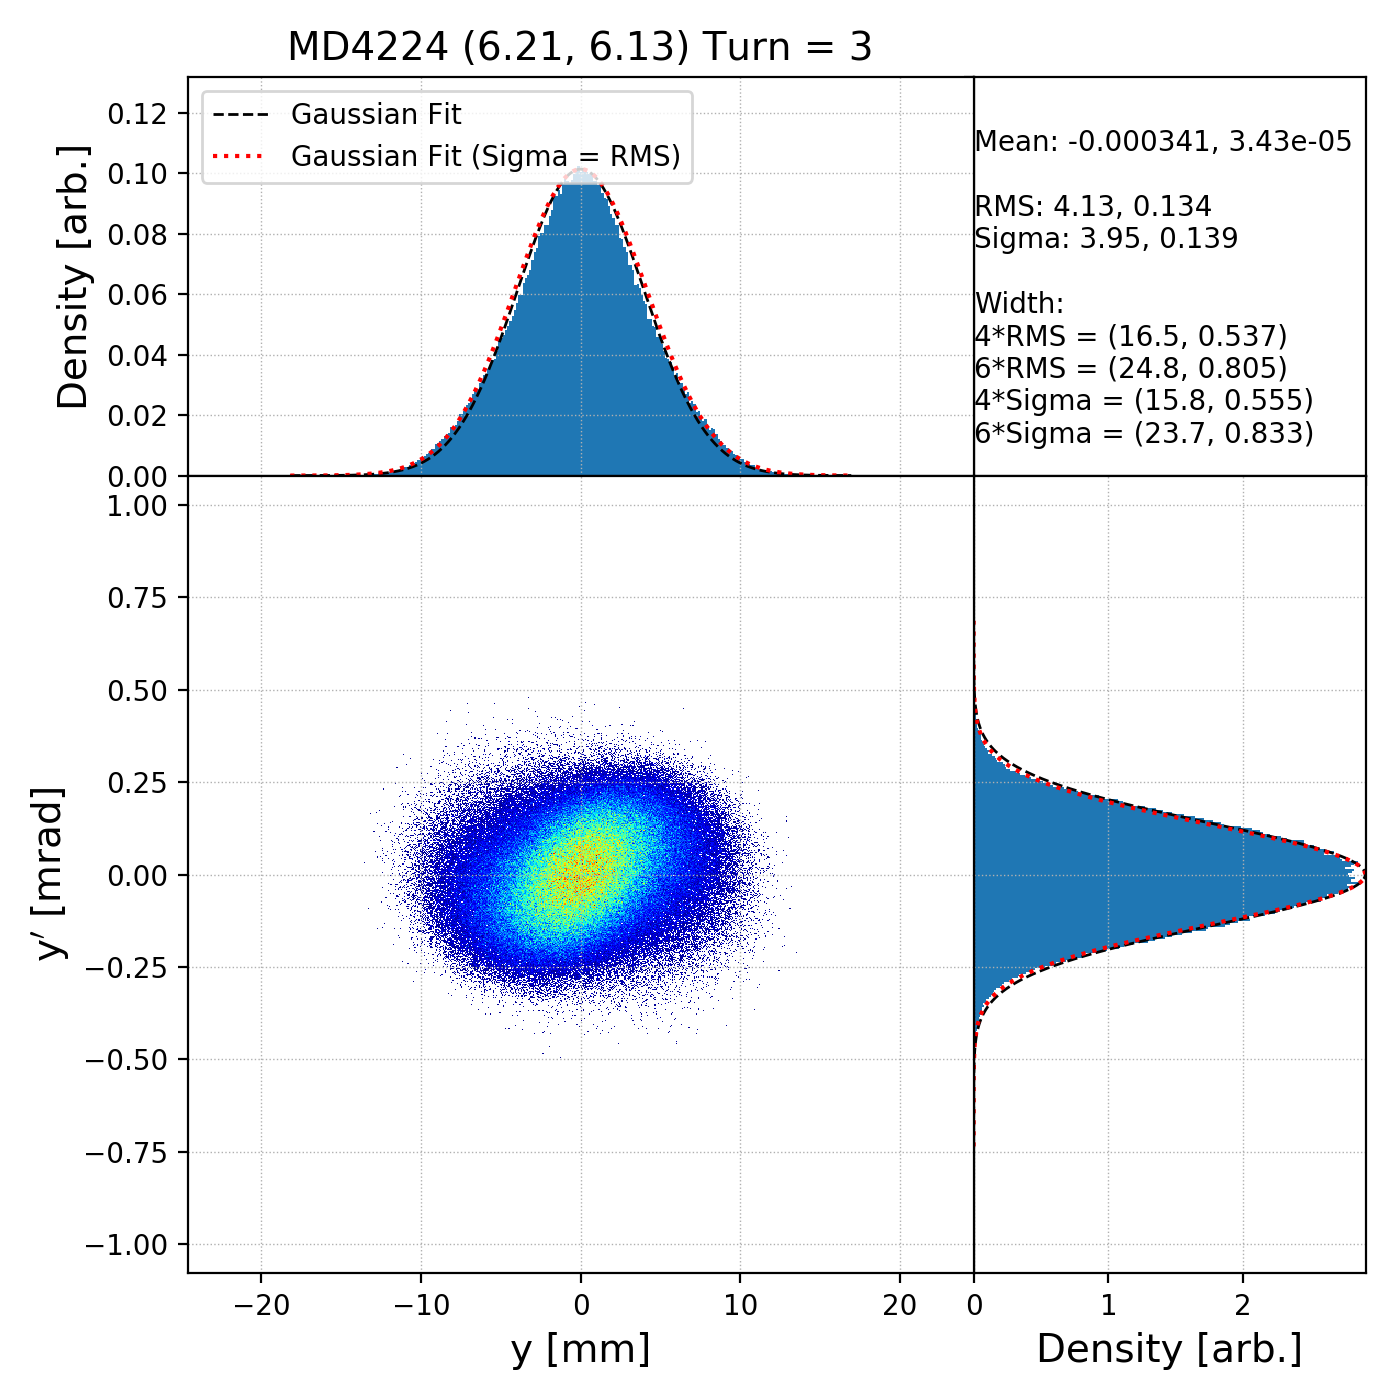 MD4224 (6.21, 6.13) Turn = 3
Gaussian Fit
Gaussian Fit (Sigma = RMS)
Density [arb.]
0.12
0.10
0.08
0.06
0.04
0.02
0.00
Mean: -0.000341, 3.43e-05
RMS: 4.13, 0.134
Sigma: 3.95, 0.139
Width:
4*RMS = (16.5, 0.537)
6*RMS = (24.8, 0.805)
4*Sigma = (15.8, 0.555)
6*Sigma = (23.7, 0.833)
y′ [mrad]
1.00
0.75
0.50
0.25
0.00
−0.25
−0.50
−0.75
−1.00
−20 −10 0 10 20
y [mm]
0 1 2
Density [arb.]